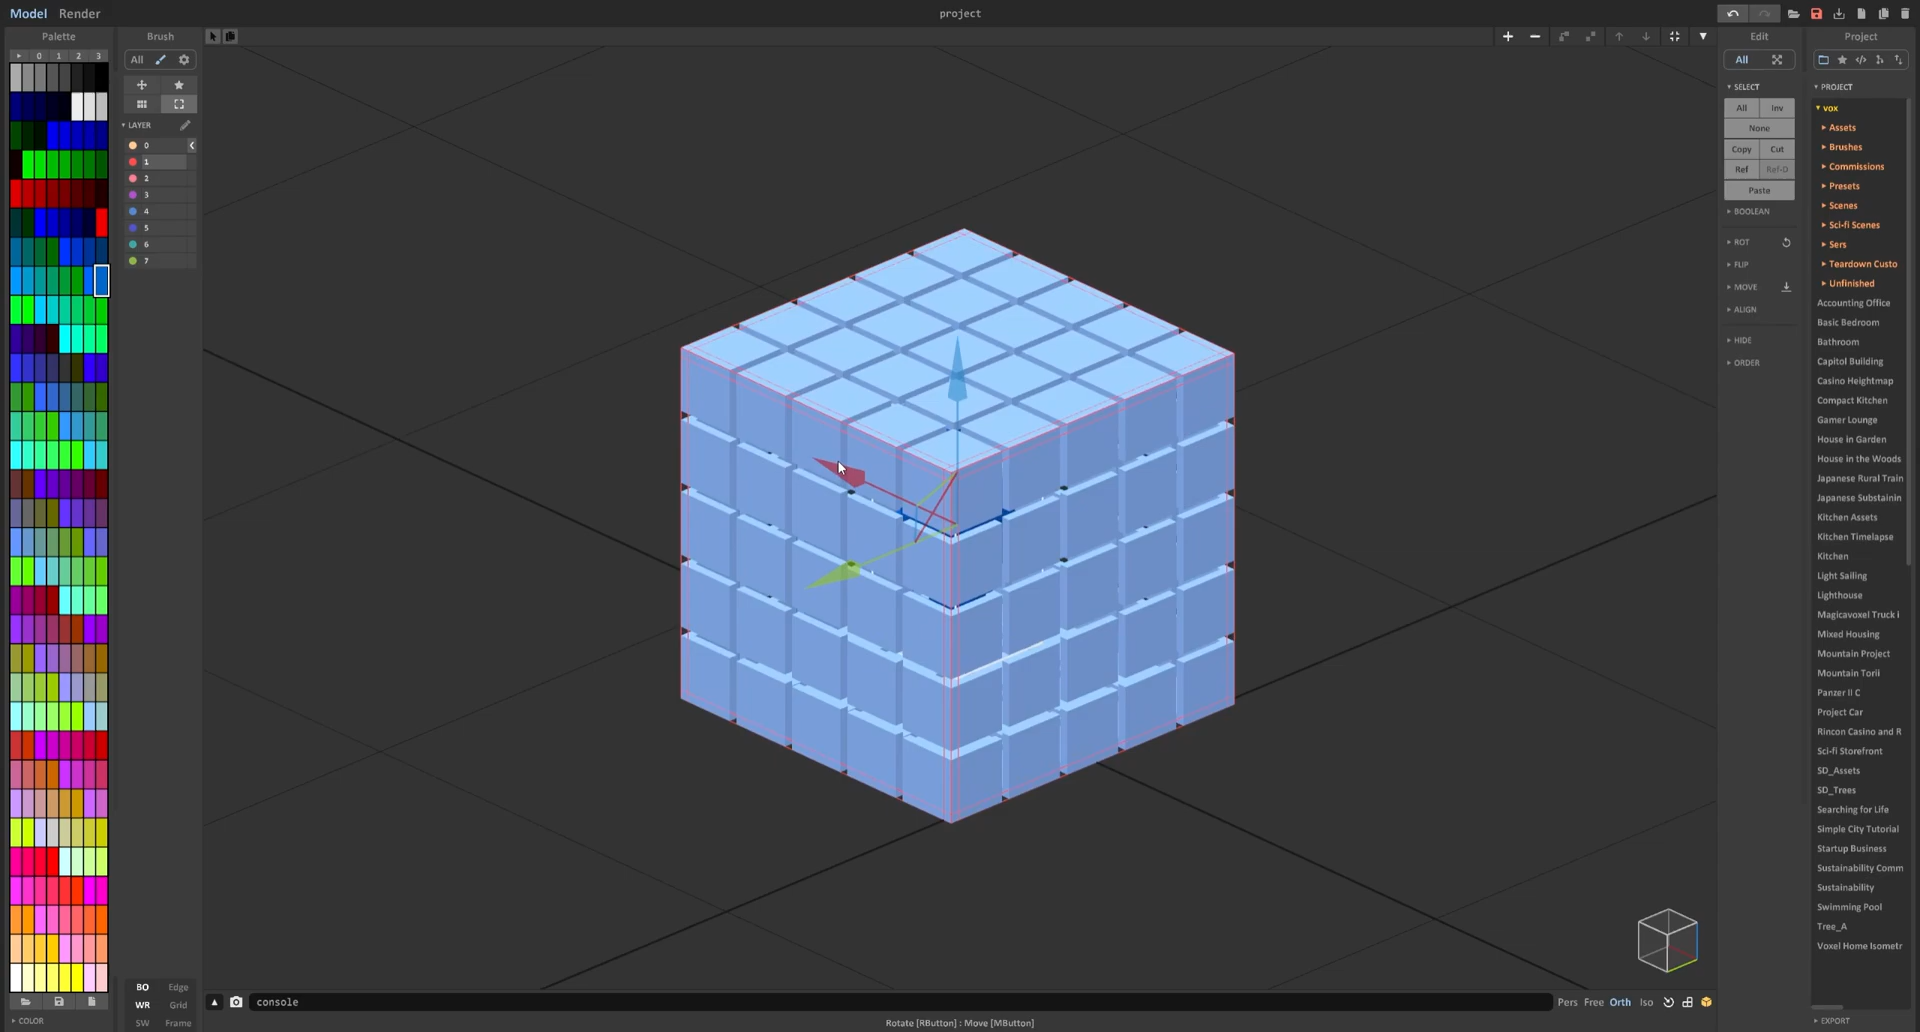 Model Render
project
Palette
Brush
Edit
Project
0 1 2 3
All
All
LAYER
0
1
2
3
4
5
6
7
SELECT
All Inv
None
Copy Cut
Ref Ref-D
Paste
BOOLEAN
ROT
FLIP
MOVE
ALIGN
HIDE
ORDER
PROJECT
vox
Assets
Brushes
Commissions
Presets
Scenes
Sci-fi Scenes
Sers
Teardown Custo
Unfinished
Accounting Office
Basic Bedroom
Bathroom
Capitol Building
Casino Heightmap
Compact Kitchen
Gamer Lounge
House in Garden
House in the Woods
Japanese Rural Train
Japanese Substainin
Kitchen Assets
Kitchen Timelapse
Kitchen
Light Sailing
Lighthouse
Magicavoxel Truck i
Mixed Housing
Mountain Project
Mountain Torii
Panzer II C
Project Car
Rincon Casino and R
Sci-fi Storefront
SD_Assets
SD_Trees
Searching for Life
Simple City Tutorial
Startup Business
Sustainability Comm
Sustainability
Swimming Pool
Tree_A
Voxel Home Isometr
BO Edge
WR Grid
SW Frame
console
Pers Free Orth Iso
COLOR
Rotate [RButton] : Move [MButton]
EXPORT